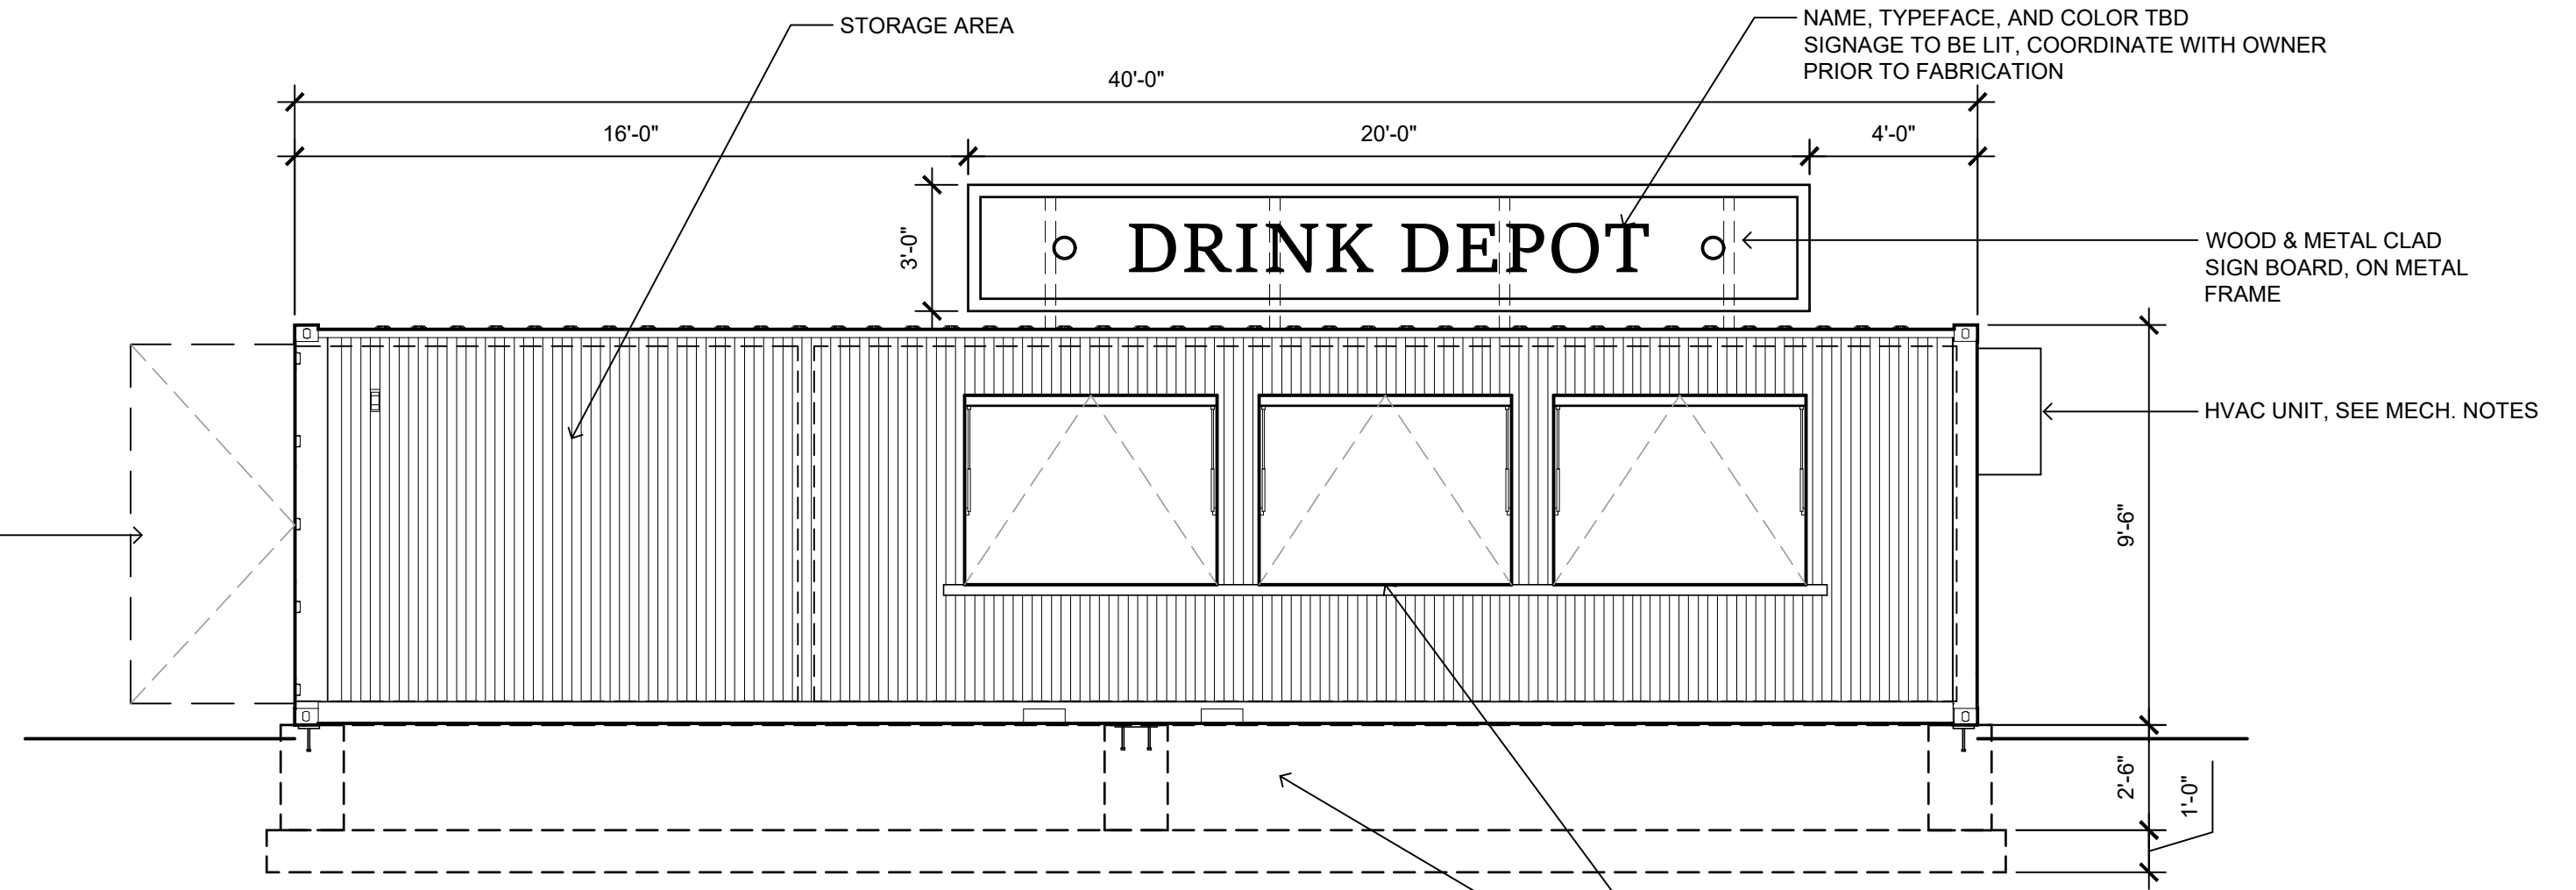 STORAGE AREA
NAME, TYPEFACE, AND COLOR TBD
SIGNAGE TO BE LIT, COORDINATE WITH OWNER
PRIOR TO FABRICATION
40'-0"
16'-0"
20'-0"
4'-0"
3'-0"
DRINK DEPOT
WOOD & METAL CLAD
SIGN BOARD, ON METAL
FRAME
HVAC UNIT, SEE MECH. NOTES
9'-6"
2'-6"
1'-0"